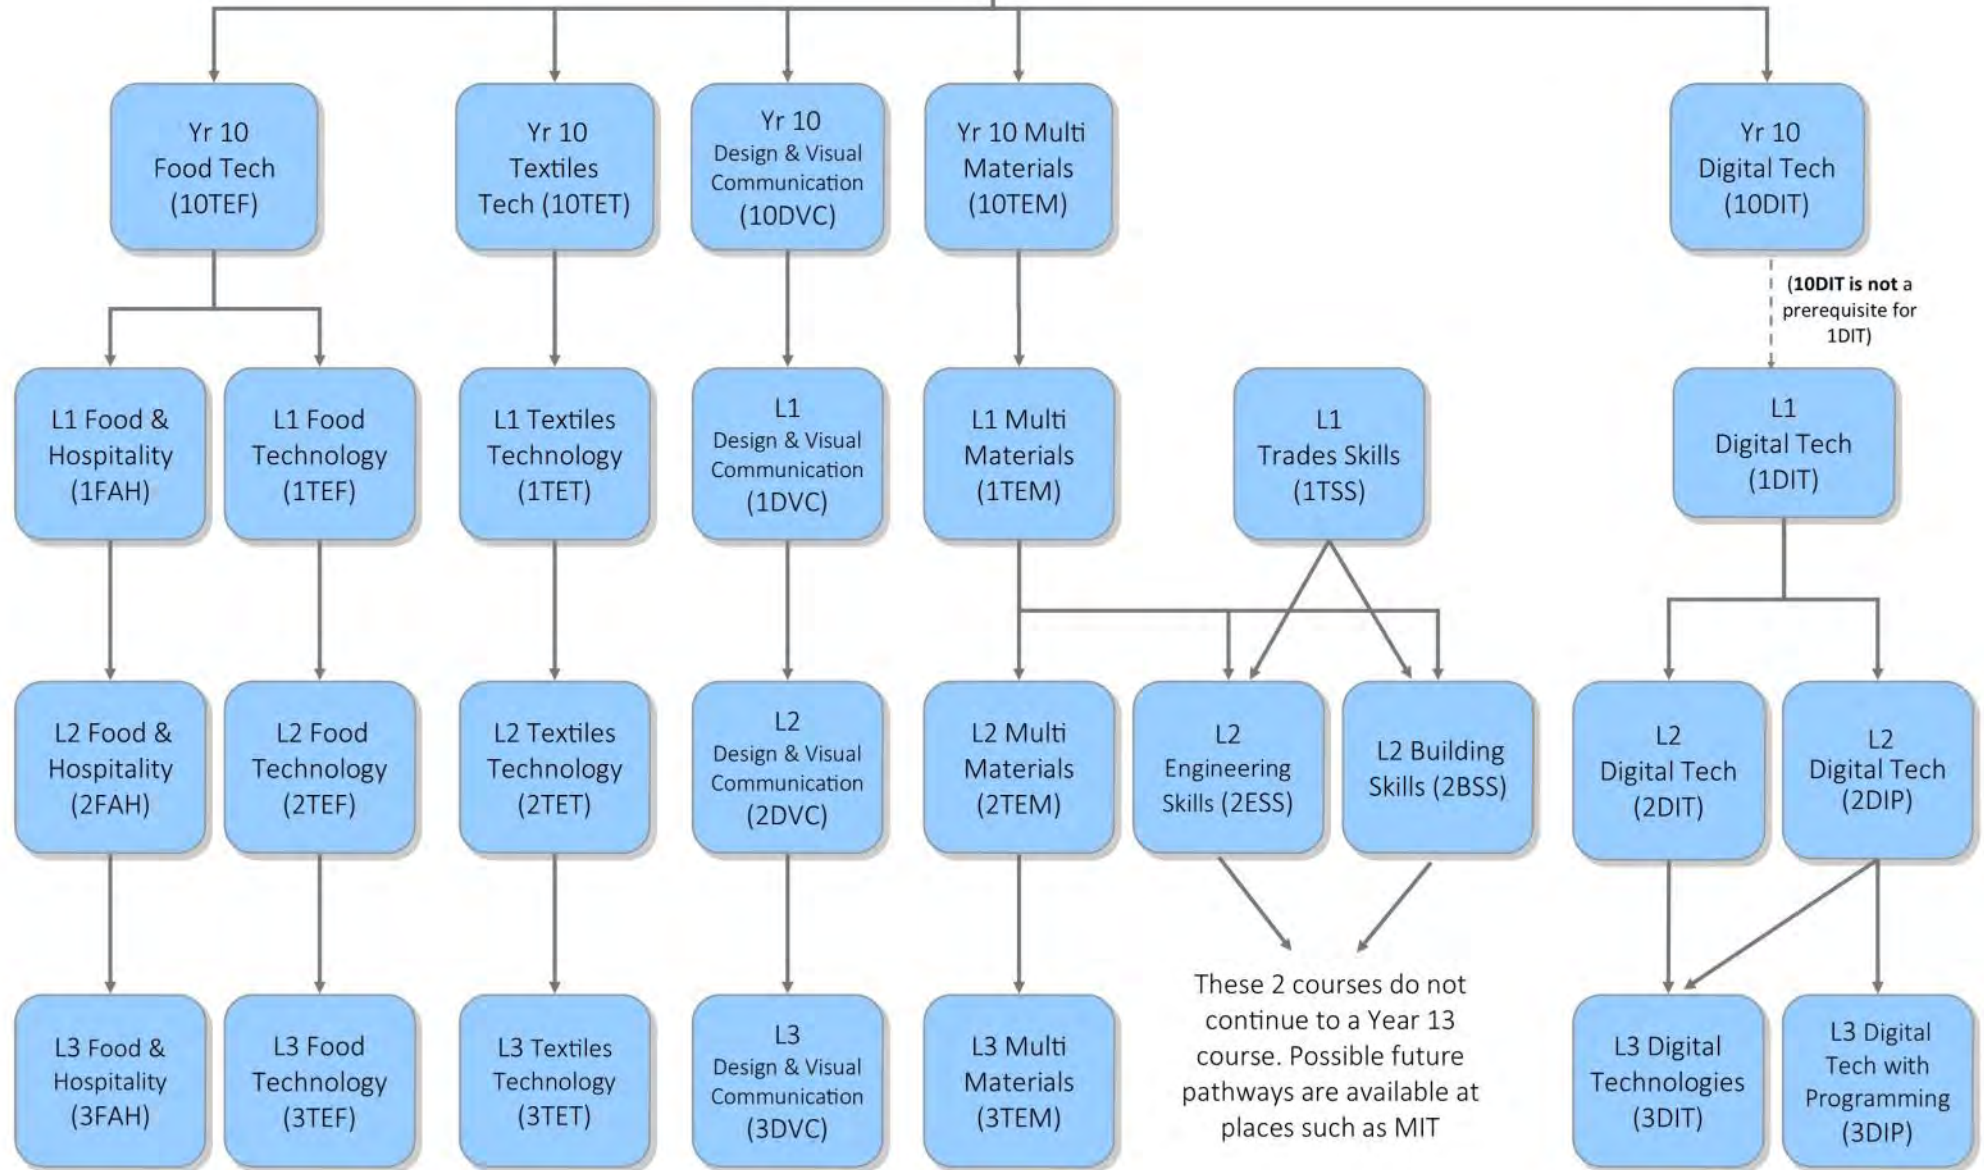 Yr 10
Food Tech
(10TEF)
Yr 10
Textiles
Tech (10TET)
Yr 10
Design & Visual
Communication
(10DVC)
Yr 10 Multi
Materials
(10TEM)
Yr 10
Digital Tech
(10DIT)
(10DIT is not a
prerequisite for
1DIT)
L1 Food &
Hospitality
(1FAH)
L1 Food
Technology
(1TEF)
L1 Textiles
Technology
(1TET)
L1
Design & Visual
Communication
(1DVC)
L1 Multi
Materials
(1TEM)
L1
Trades Skills
(1TSS)
L1
Digital Tech
(1DIT)
L2 Food &
Hospitality
(2FAH)
L2 Food
Technology
(2TEF)
L2 Textiles
Technology
(2TET)
L2
Design & Visual
Communication
(2DVC)
L2 Multi
Materials
(2TEM)
L2
Engineering
Skills (2ESS)
L2 Building
Skills (2BSS)
L2
Digital Tech
(2DIT)
L2
Digital Tech
(2DIP)
L3 Food &
Hospitality
(3FAH)
L3 Food
Technology
(3TEF)
L3 Textiles
Technology
(3TET)
L3
Design & Visual
Communication
(3DVC)
L3 Multi
Materials
(3TEM)
These 2 courses do not
continue to a Year 13
course. Possible future
pathways are available at
places such as MIT
L3 Digital
Technologies
(3DIT)
L3 Digital
Tech with
Programming
(3DIP)